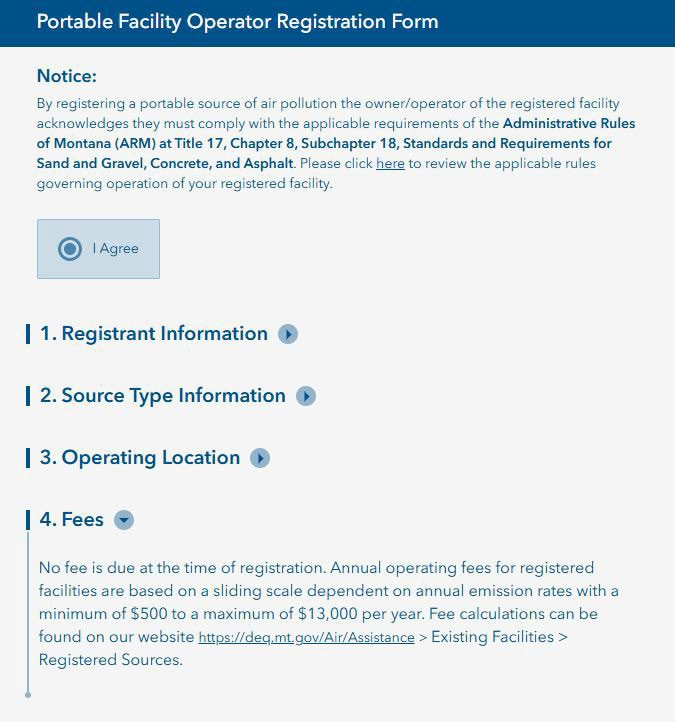 Portable Facility Operator Registration Form
Notice:
By registering a portable source of air pollution the owner/operator of the registered facility
acknowledges they must comply with the applicable requirements of the Administrative Rules
of Montana (ARM) at Title 17, Chapter 8, Subchapter 18, Standards and Requirements for
Sand and Gravel, Concrete, and Asphalt. Please click here to review the applicable rules
governing operation of your registered facility.
I Agree
1. Registrant Information
2. Source Type Information
3. Operating Location
4. Fees
No fee is due at the time of registration. Annual operating fees for registered
facilities are based on a sliding scale dependent on annual emission rates with a
minimum of $500 to a maximum of $13,000 per year. Fee calculations can be
found on our website https://deq.mt.gov/Air/Assistance > Existing Facilities >
Registered Sources.